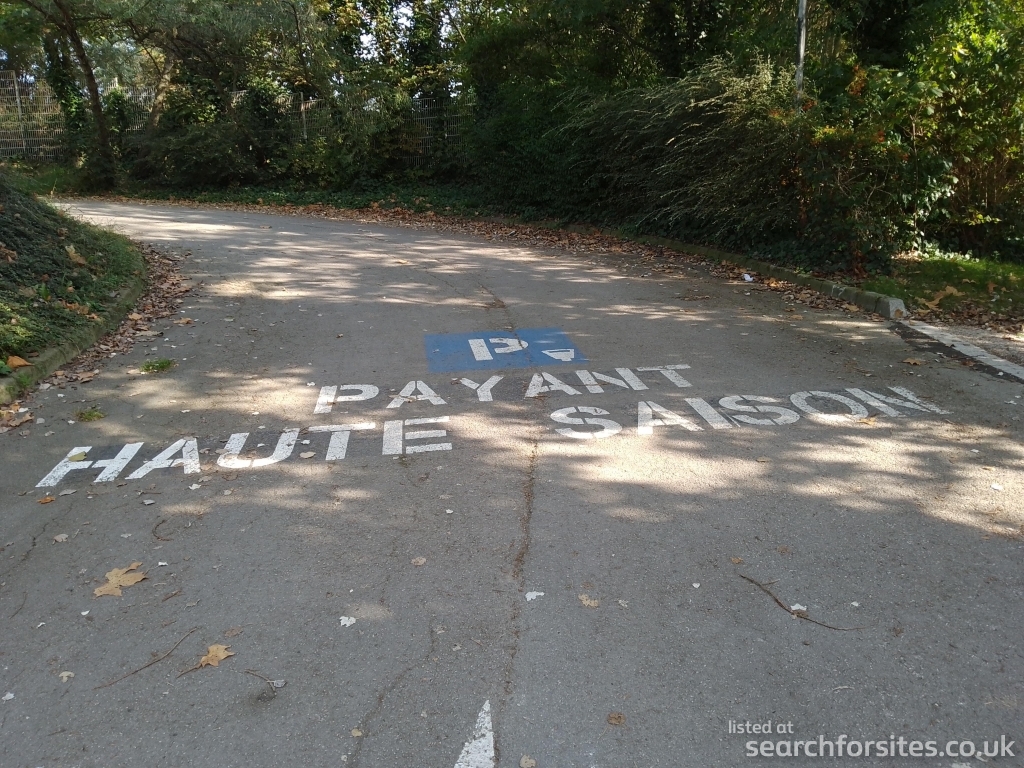 P
PAYANT
HAUTE SAISON
listed at
searchforsites.co.uk